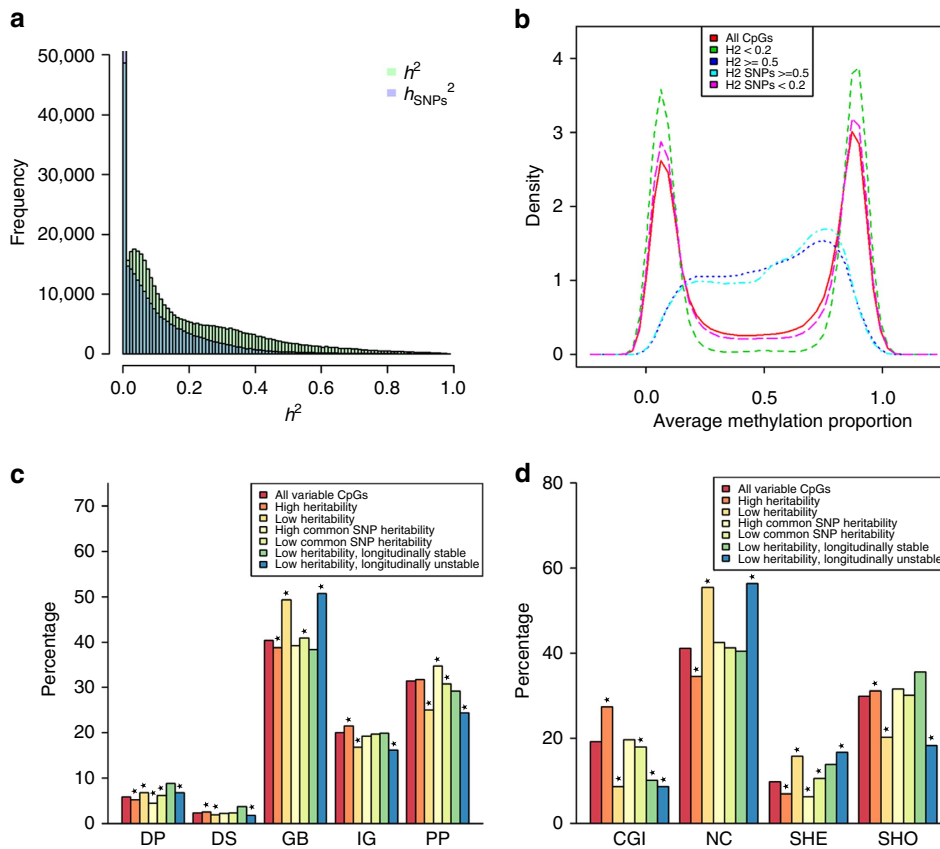 a
50,000
40,000
30,000
20,000
10,000
0
Frequency
h²
hSNPs²
0.0 0.2 0.4 0.6 0.8 1.0
h²
b
4
3
2
1
0
Density
All CpGs
H2 < 0.2
H2 >= 0.5
H2 SNPs >=0.5
H2 SNPs < 0.2
0.0 0.5 1.0
Average methylation proportion
c
70
60
50
40
30
20
10
0
Percentage
All variable CpGs
High heritability
Low heritability
High common SNP heritability
Low common SNP heritability
Low heritability, longitudinally stable
Low heritability, longitudinally unstable
DP DS GB IG PP
d
80
60
40
20
0
Percentage
All variable CpGs
High heritability
Low heritability
High common SNP heritability
Low common SNP heritability
Low heritability, longitudinally stable
Low heritability, longitudinally unstable
CGI NC SHE SHO